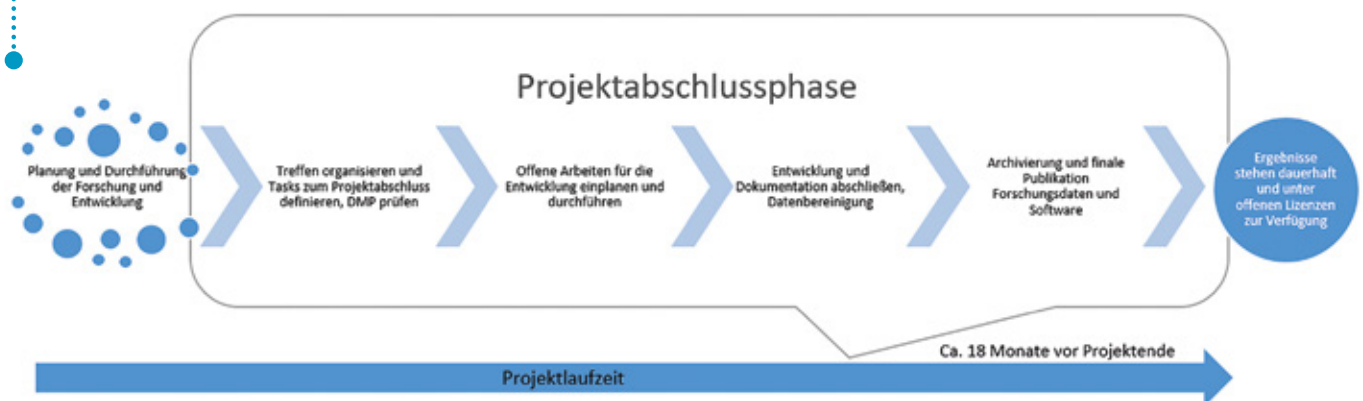 Projektabschlussphase
Planung und Durchführung
der Forschung und
Entwicklung
Treffen organisieren und
Tasks zum Projektabschluss
definieren, DMP prüfen
Offene Arbeiten für die
Entwicklung einplanen und
durchführen
Entwicklung und
Dokumentation abschließen,
Datenbereinigung
Archivierung und finale
Publikation
Forschungsdaten und
Software
Ergebnisse
stehen dauerhaft
und unter
offenen Lizenzen
zur Verfügung
Ca. 18 Monate vor Projektende
Projektlaufzeit